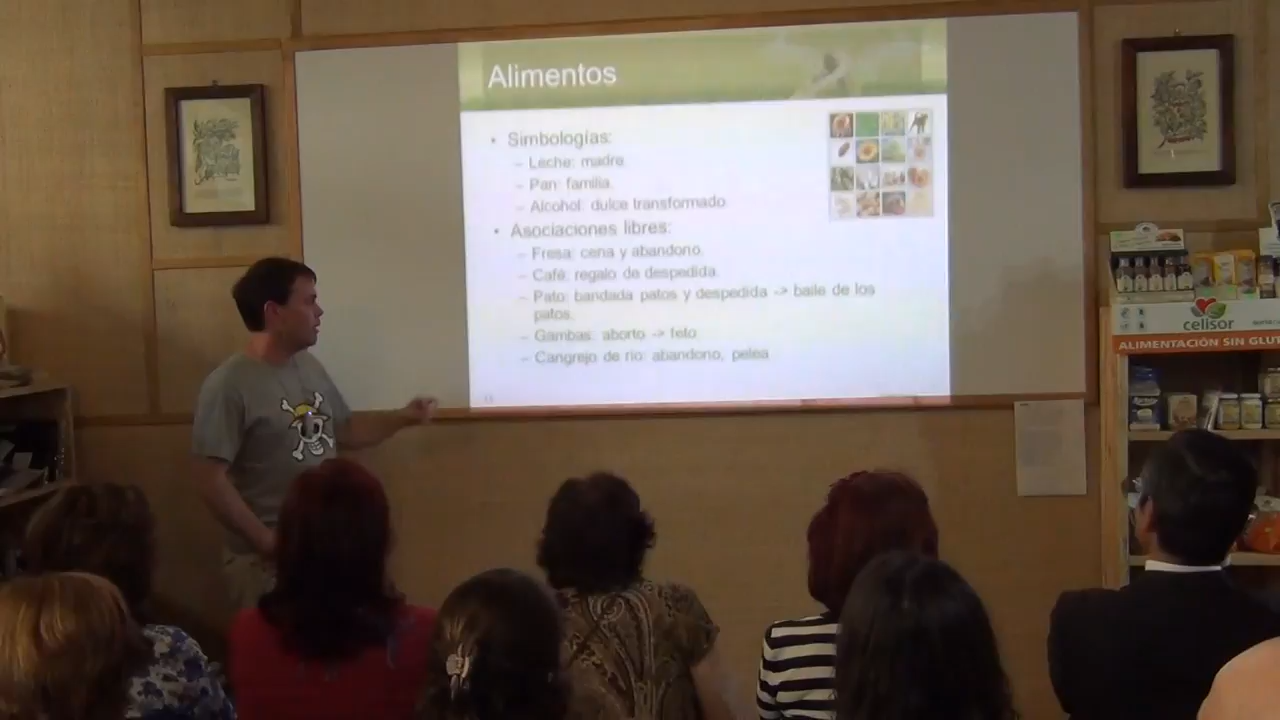 Alimentos
• Simbologías:
– Leche: madre.
– Pan: familia.
– Alcohol: dulce transformado.
• Asociaciones libres:
– Fresa: cena y abandono.
– Café: regalo de despedida.
– Pato: bandada patos y despedida -> baile de los
patos.
– Gambas: aborto -> feto
– Cangrejo de río: abandono, pelea
celisor
ALIMENTACIÓN SIN GLUT